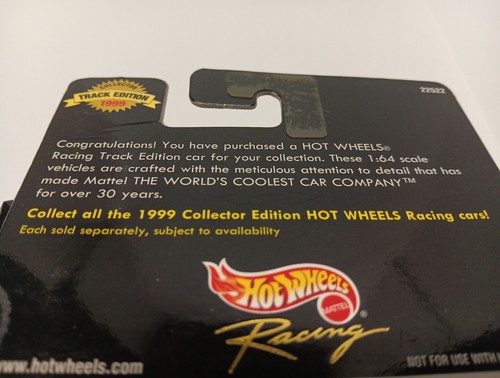 COLLECTOR
TRACK EDITION
1999
22522
Congratulations! You have purchased a HOT WHEELS®
Racing Track Edition car for your collection. These 1:64 scale
vehicles are crafted with the meticulous attention to detail that has
made Mattel THE WORLD'S COOLEST CAR COMPANY™
for over 30 years.
Collect all the 1999 Collector Edition HOT WHEELS Racing cars!
Each sold separately, subject to availability
Hot Wheels
MATTEL
®
Racing
www.hotwheels.com
NOT FOR USE WITH